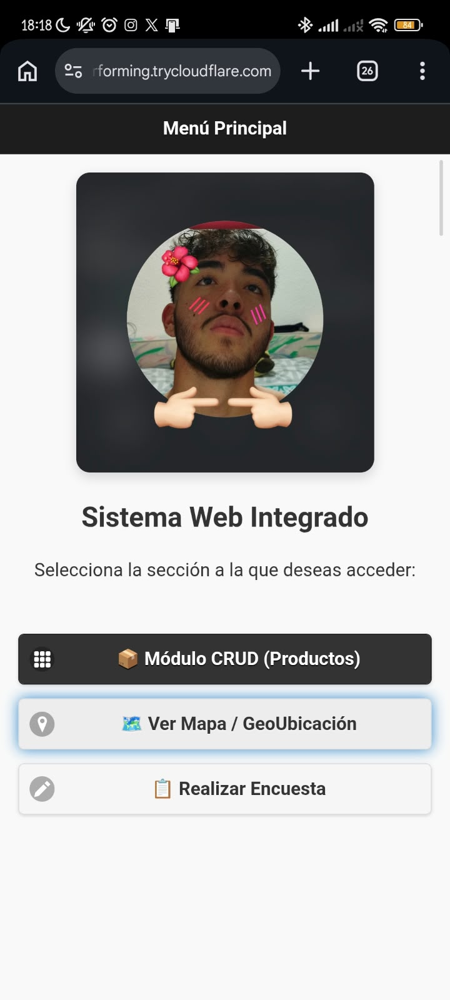 18:18
84
rforming.trycloudflare.com
26
Menú Principal
Sistema Web Integrado
Selecciona la sección a la que deseas acceder:
📦 Módulo CRUD (Productos)
🗺️ Ver Mapa / GeoUbicación
📋 Realizar Encuesta